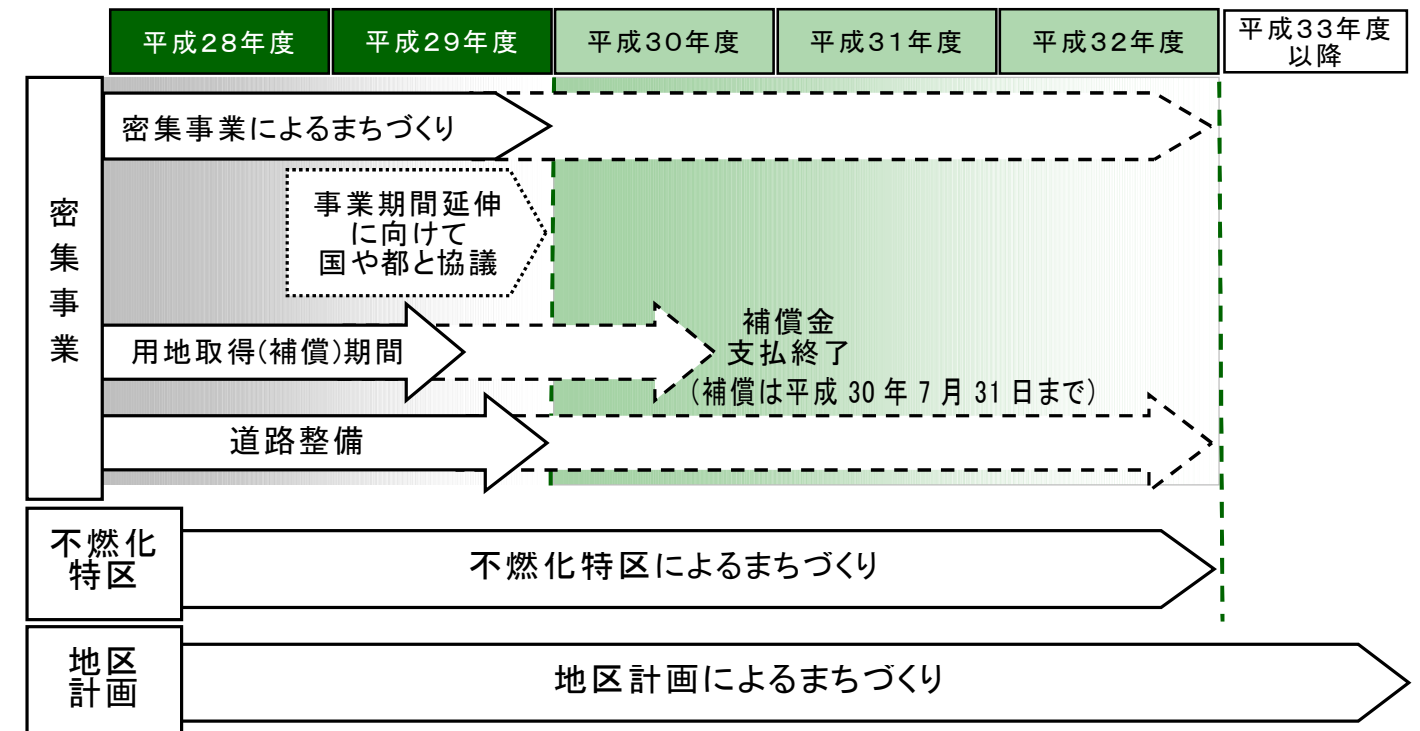 平成28年度
平成29年度
平成30年度
平成31年度
平成32年度
平成33年度
以降
密集事業
密集事業によるまちづくり
事業期間延伸
に向けて
国や都と協議
用地取得(補償)期間
補償金
支払終了
(補償は平成 30 年 7 月 31 日まで)
道路整備
不燃化
特区
不燃化特区によるまちづくり
地区
計画
地区計画によるまちづくり